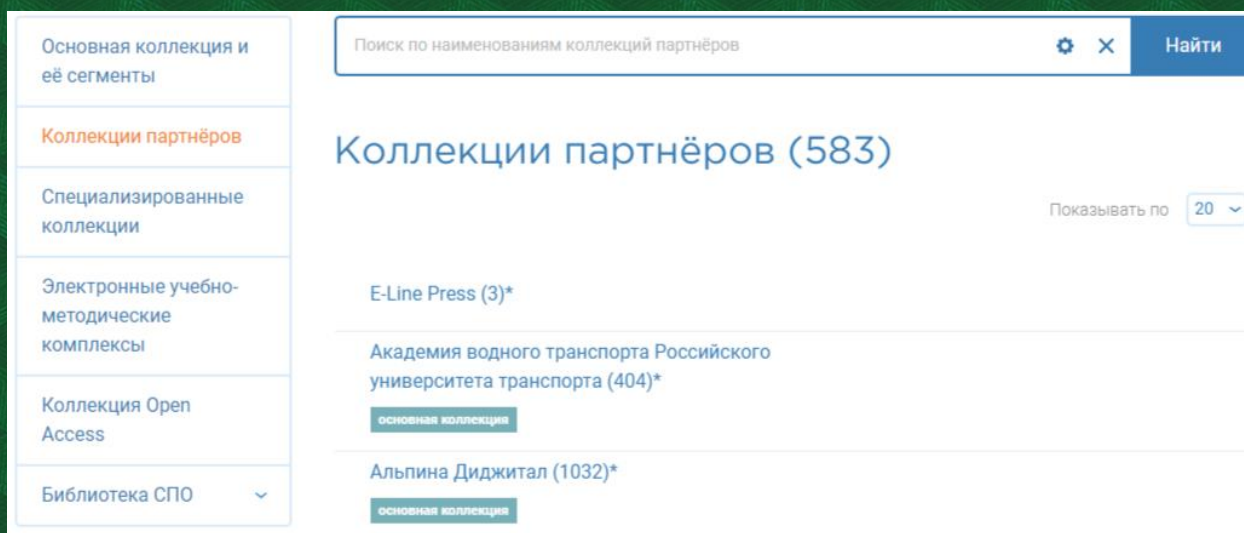 Основная коллекция и
её сегменты
Коллекции партнёров
Специализированные
коллекции
Электронные учебно-
методические
комплексы
Коллекция Open
Access
Библиотека СПО
Поиск по наименованиям коллекций партнёров
Найти
Коллекции партнёров (583)
Показывать по 20
E-Line Press (3)*
Академия водного транспорта Российского
университета транспорта (404)*
основная коллекция
Альпина Диджитал (1032)*
основная коллекция